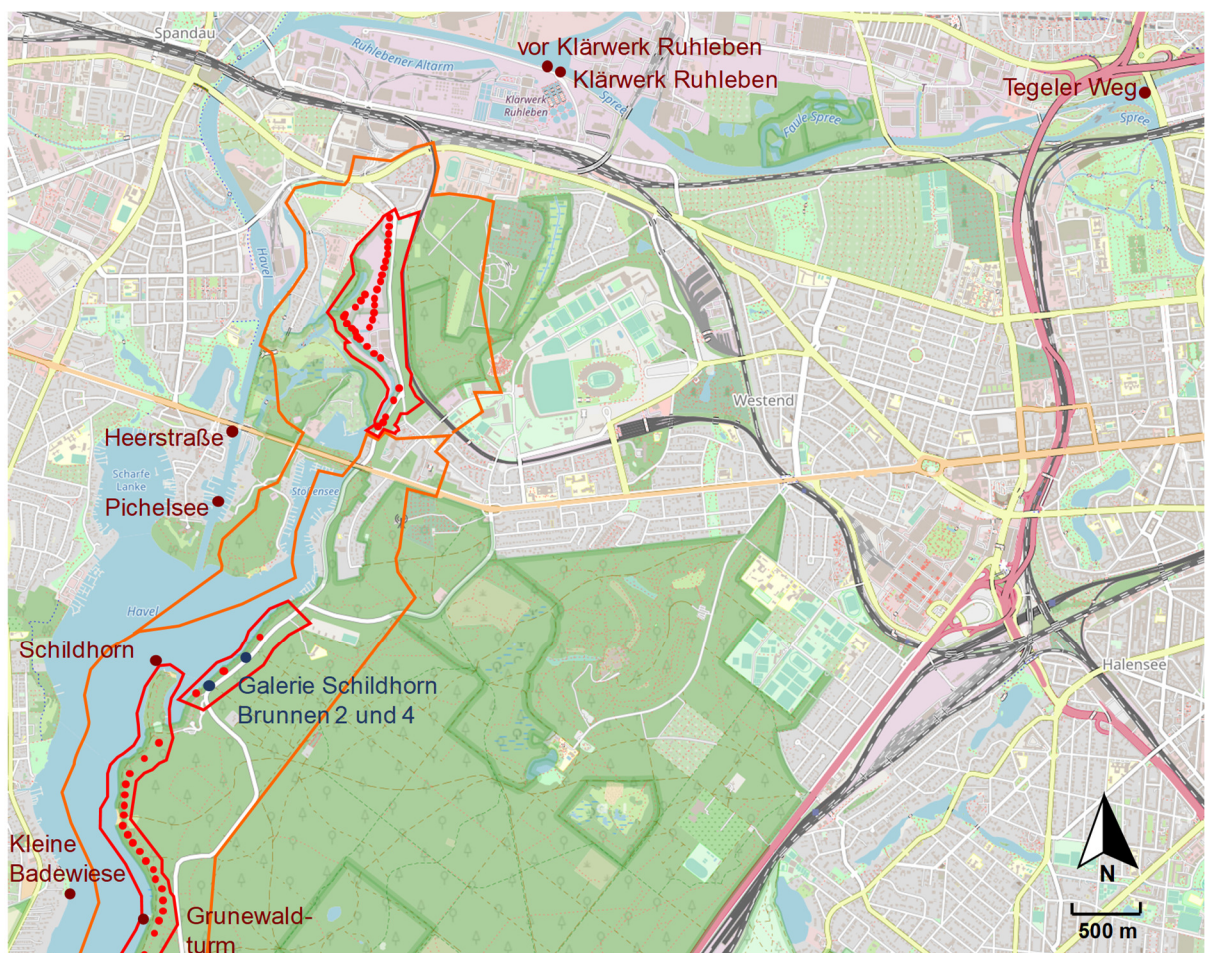 Spandau
Ruhlebener Altarm
vor Klärwerk Ruhleben
Klärwerk Ruhleben
Klärwerk
Ruhleben
Spree
Tegeler Weg
Faule Spree
Spree
Havel
Westend
Heerstraße
Scharfe
Lanke
Stößensee
Pichelsee
Havel
Schildhorn
Galerie Schildhorn
Brunnen 2 und 4
Halensee
Kleine
Badewiese
Grunewald-
turm
N
500 m